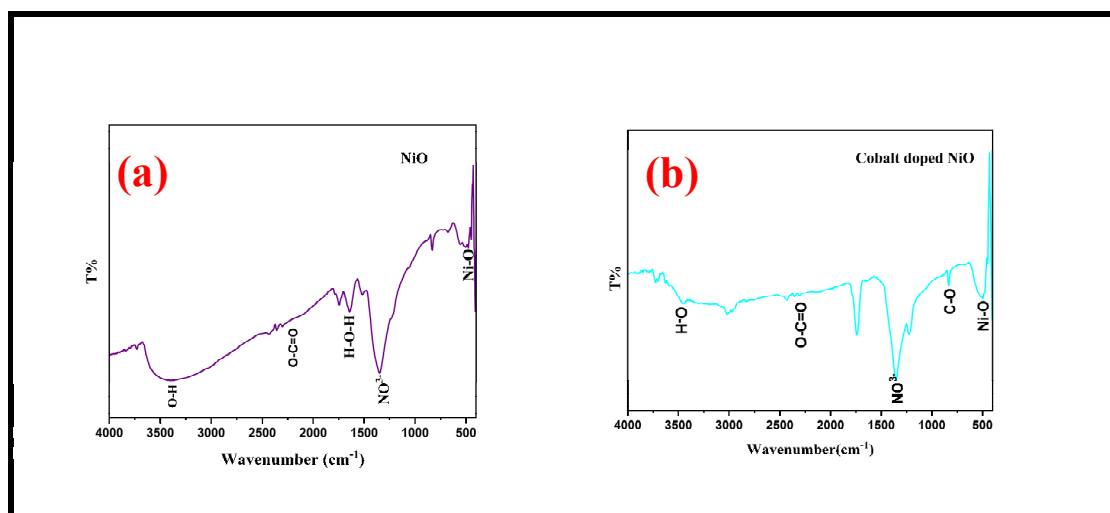 (a)
NiO
T%
O-H
O-C=O
H-O-H
NO3-
Ni-O
4000 3500 3000 2500 2000 1500 1000 500
Wavenumber (cm-1)
(b)
Cobalt doped NiO
T%
H-O
O-C=O
NO3-
C-O
Ni-O
4000 3500 3000 2500 2000 1500 1000 500
Wavenumber(cm-1)